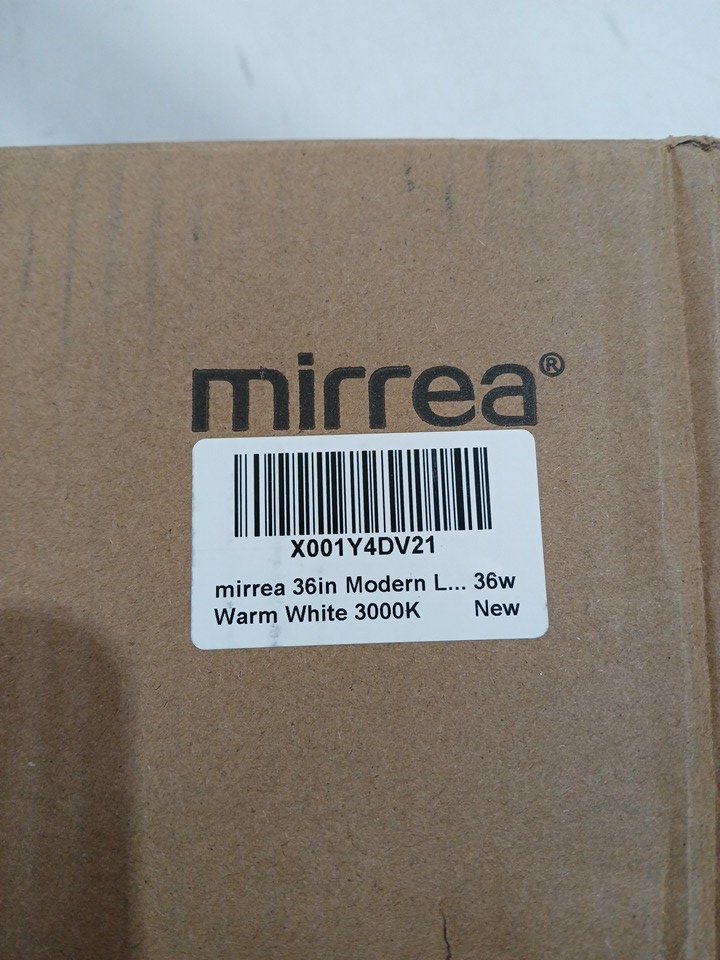 mirrea®
X001Y4DV21
mirrea 36in Modern L... 36w
Warm White 3000K New